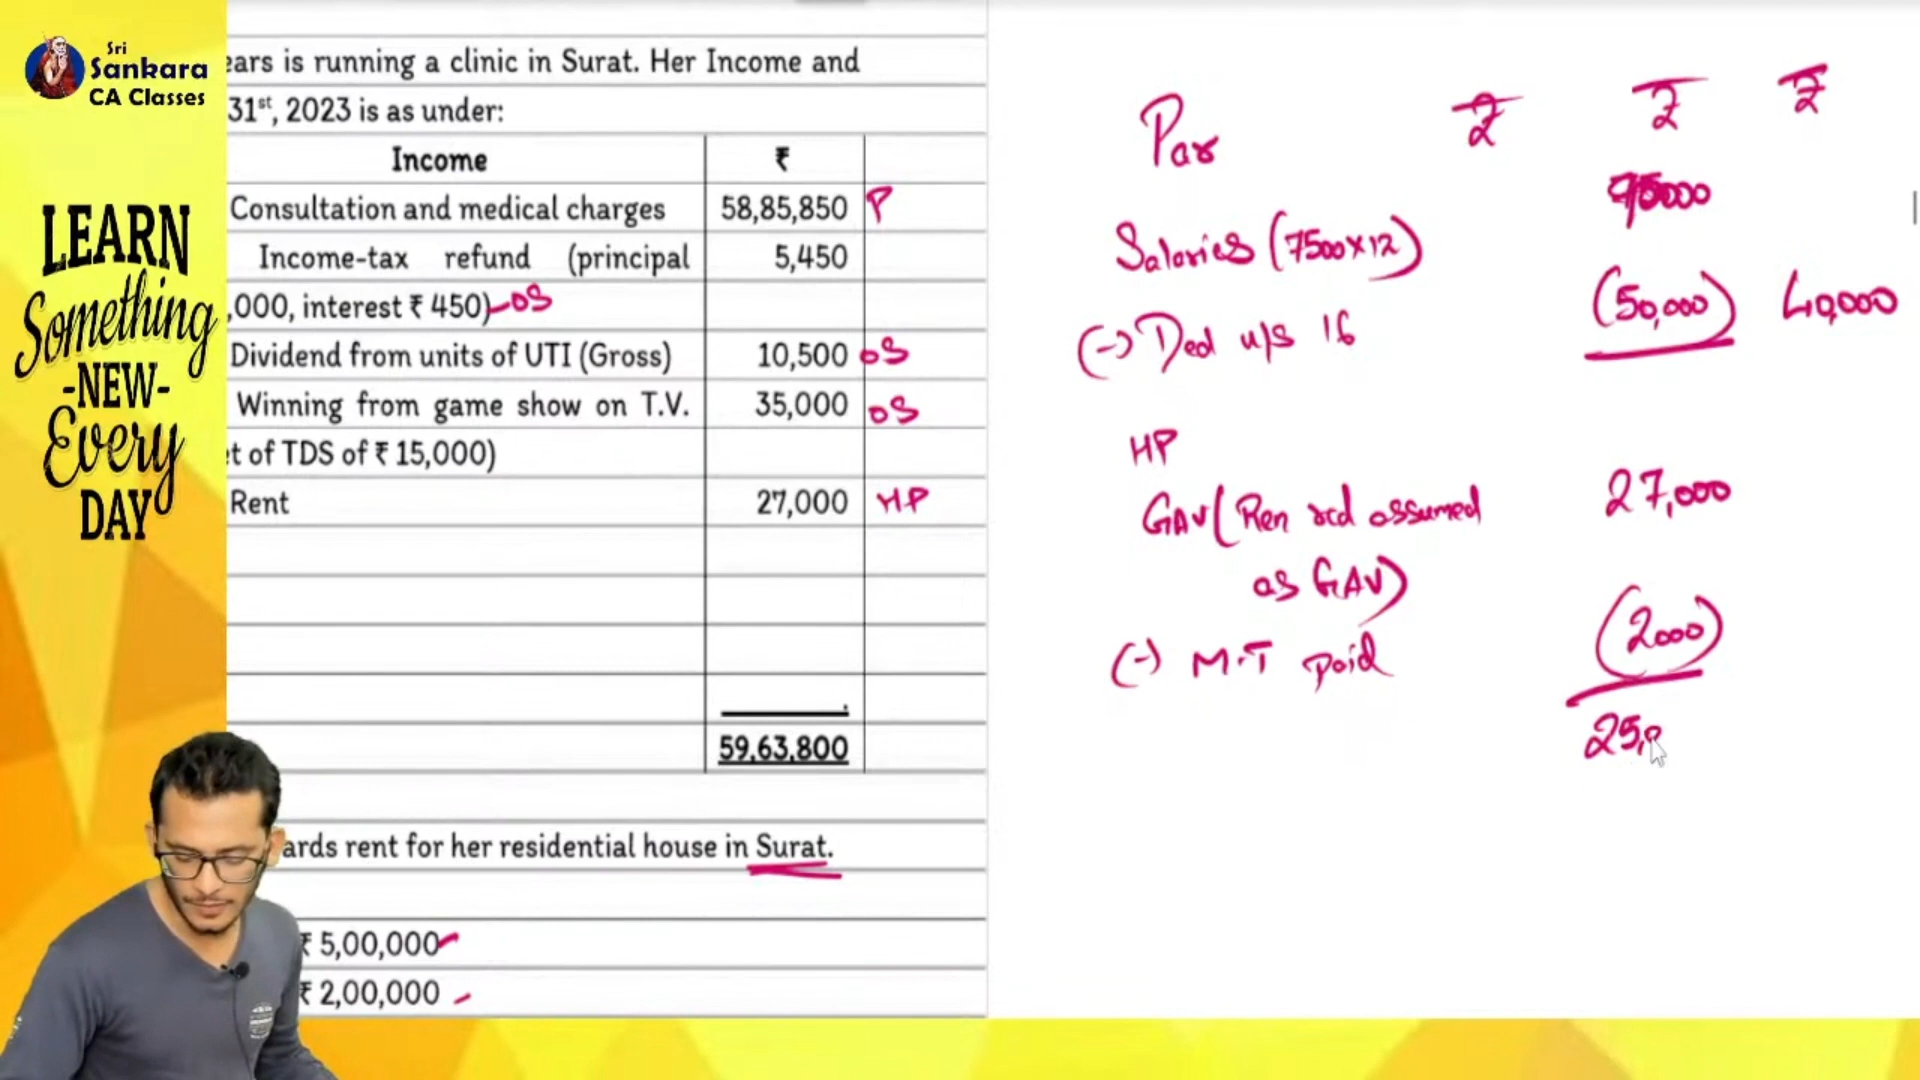 Sri
Sankara
CA Classes
LEARN
Something
-NEW-
Every
DAY
ears is running a clinic in Surat. Her Income and
31st, 2023 is as under:
Income ₹
Consultation and medical charges 58,85,850 P
Income-tax refund (principal 5,450
,000, interest ₹ 450) OS
Dividend from units of UTI (Gross) 10,500 OS
Winning from game show on T.V. 35,000 OS
t of TDS of ₹ 15,000)
Rent 27,000 HP
59,63,800
ards rent for her residential house in Surat.
₹ 5,00,000
₹ 2,00,000
Par ₹ ₹ ₹
90000
Salaries (7500x12)
(-) Ded u/s 16 (50,000) 40,000
HP
GAV (Ren rcd assumed 27,000
as GAV)
(-) M.T paid (2000)
25,0